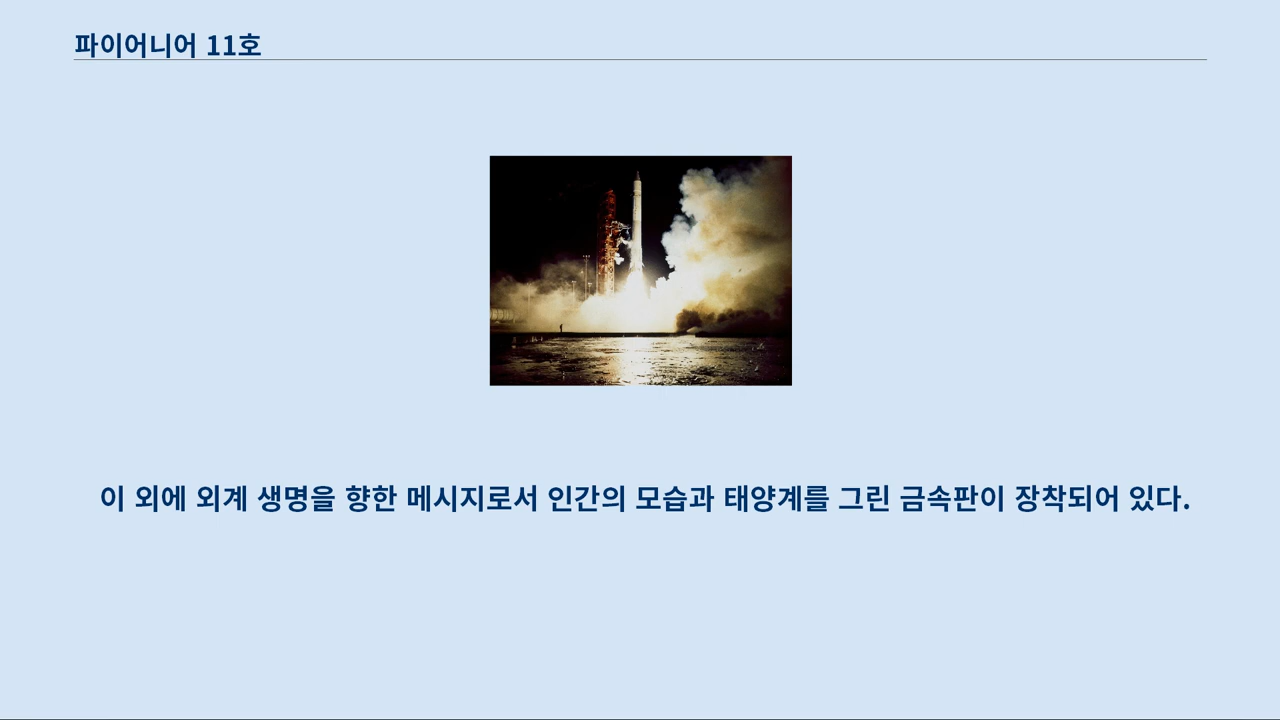 파이어니어 11호
이 외에 외계 생명을 향한 메시지로서 인간의 모습과 태양계를 그린 금속판이 장착되어 있다.